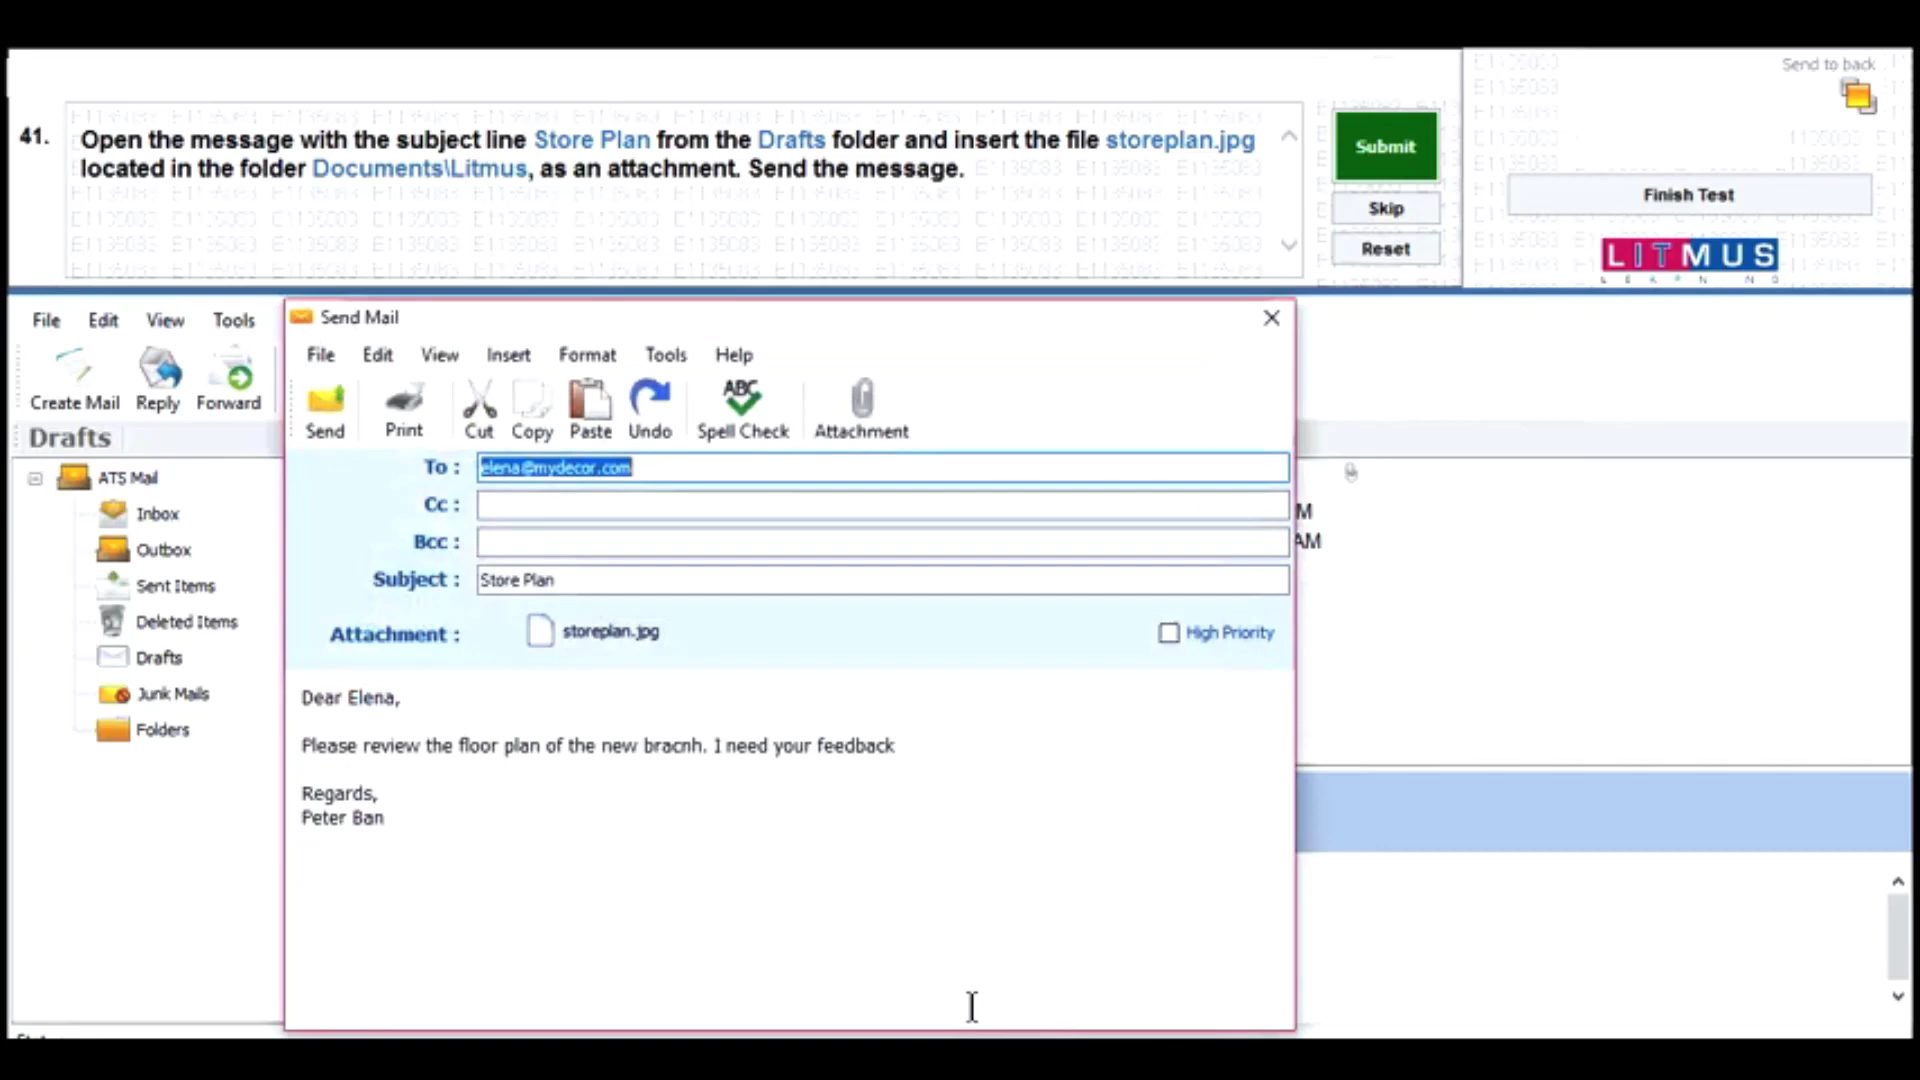 Send to back
41.
Open the message with the subject line Store Plan from the Drafts folder and insert the file storeplan.jpg
located in the folder Documents\Litmus, as an attachment. Send the message.
Submit
Skip
Reset
Finish Test
LITMUS
File Edit View Tools
Create Mail Reply Forward
Drafts
ATS Mail
Inbox
Outbox
Sent Items
Deleted Items
Drafts
Junk Mails
Folders
Send Mail
File Edit View Insert Format Tools Help
ABC
Send Print Cut Copy Paste Undo Spell Check Attachment
To : elena@mydecor.com
Cc :
Bcc :
Subject : Store Plan
Attachment : storeplan.jpg High Priority
Dear Elena,
Please review the floor plan of the new bracnh. I need your feedback
Regards,
Peter Ban
M
AM